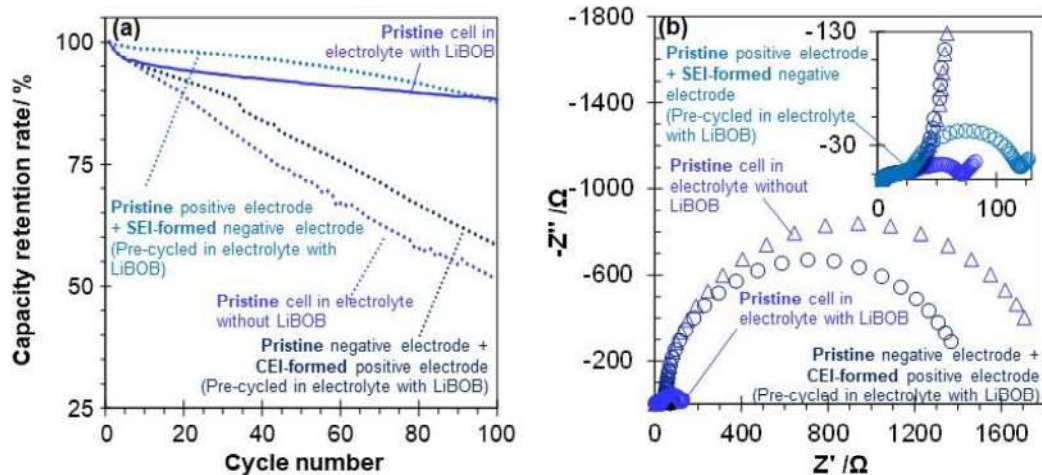 (a)
Pristine cell in
electrolyte with LiBOB
100
75
50
25
Capacity retention rate/ %
Pristine positive electrode
+ SEI-formed negative
electrode
(Pre-cycled in electrolyte with
LiBOB)
Pristine cell in electrolyte
without LiBOB
Pristine negative electrode +
CEI-formed positive electrode
(Pre-cycled in electrolyte with LiBOB)
0 20 40 60 80 100
Cycle number
(b)
-1800
-1400
-1000
-600
-200
-Z''/Ω
Pristine positive electrode
+ SEI-formed negative
electrode
(Pre-cycled in electrolyte
with LiBOB)
-130
-30
0 100
Pristine cell in
electrolyte without
LiBOB
Pristine cell in
electrolyte with LiBOB
Pristine negative electrode +
CEI-formed positive electrode
(Pre-cycled in electrolyte with LiBOB)
0 400 800 1200 1600
Z' /Ω